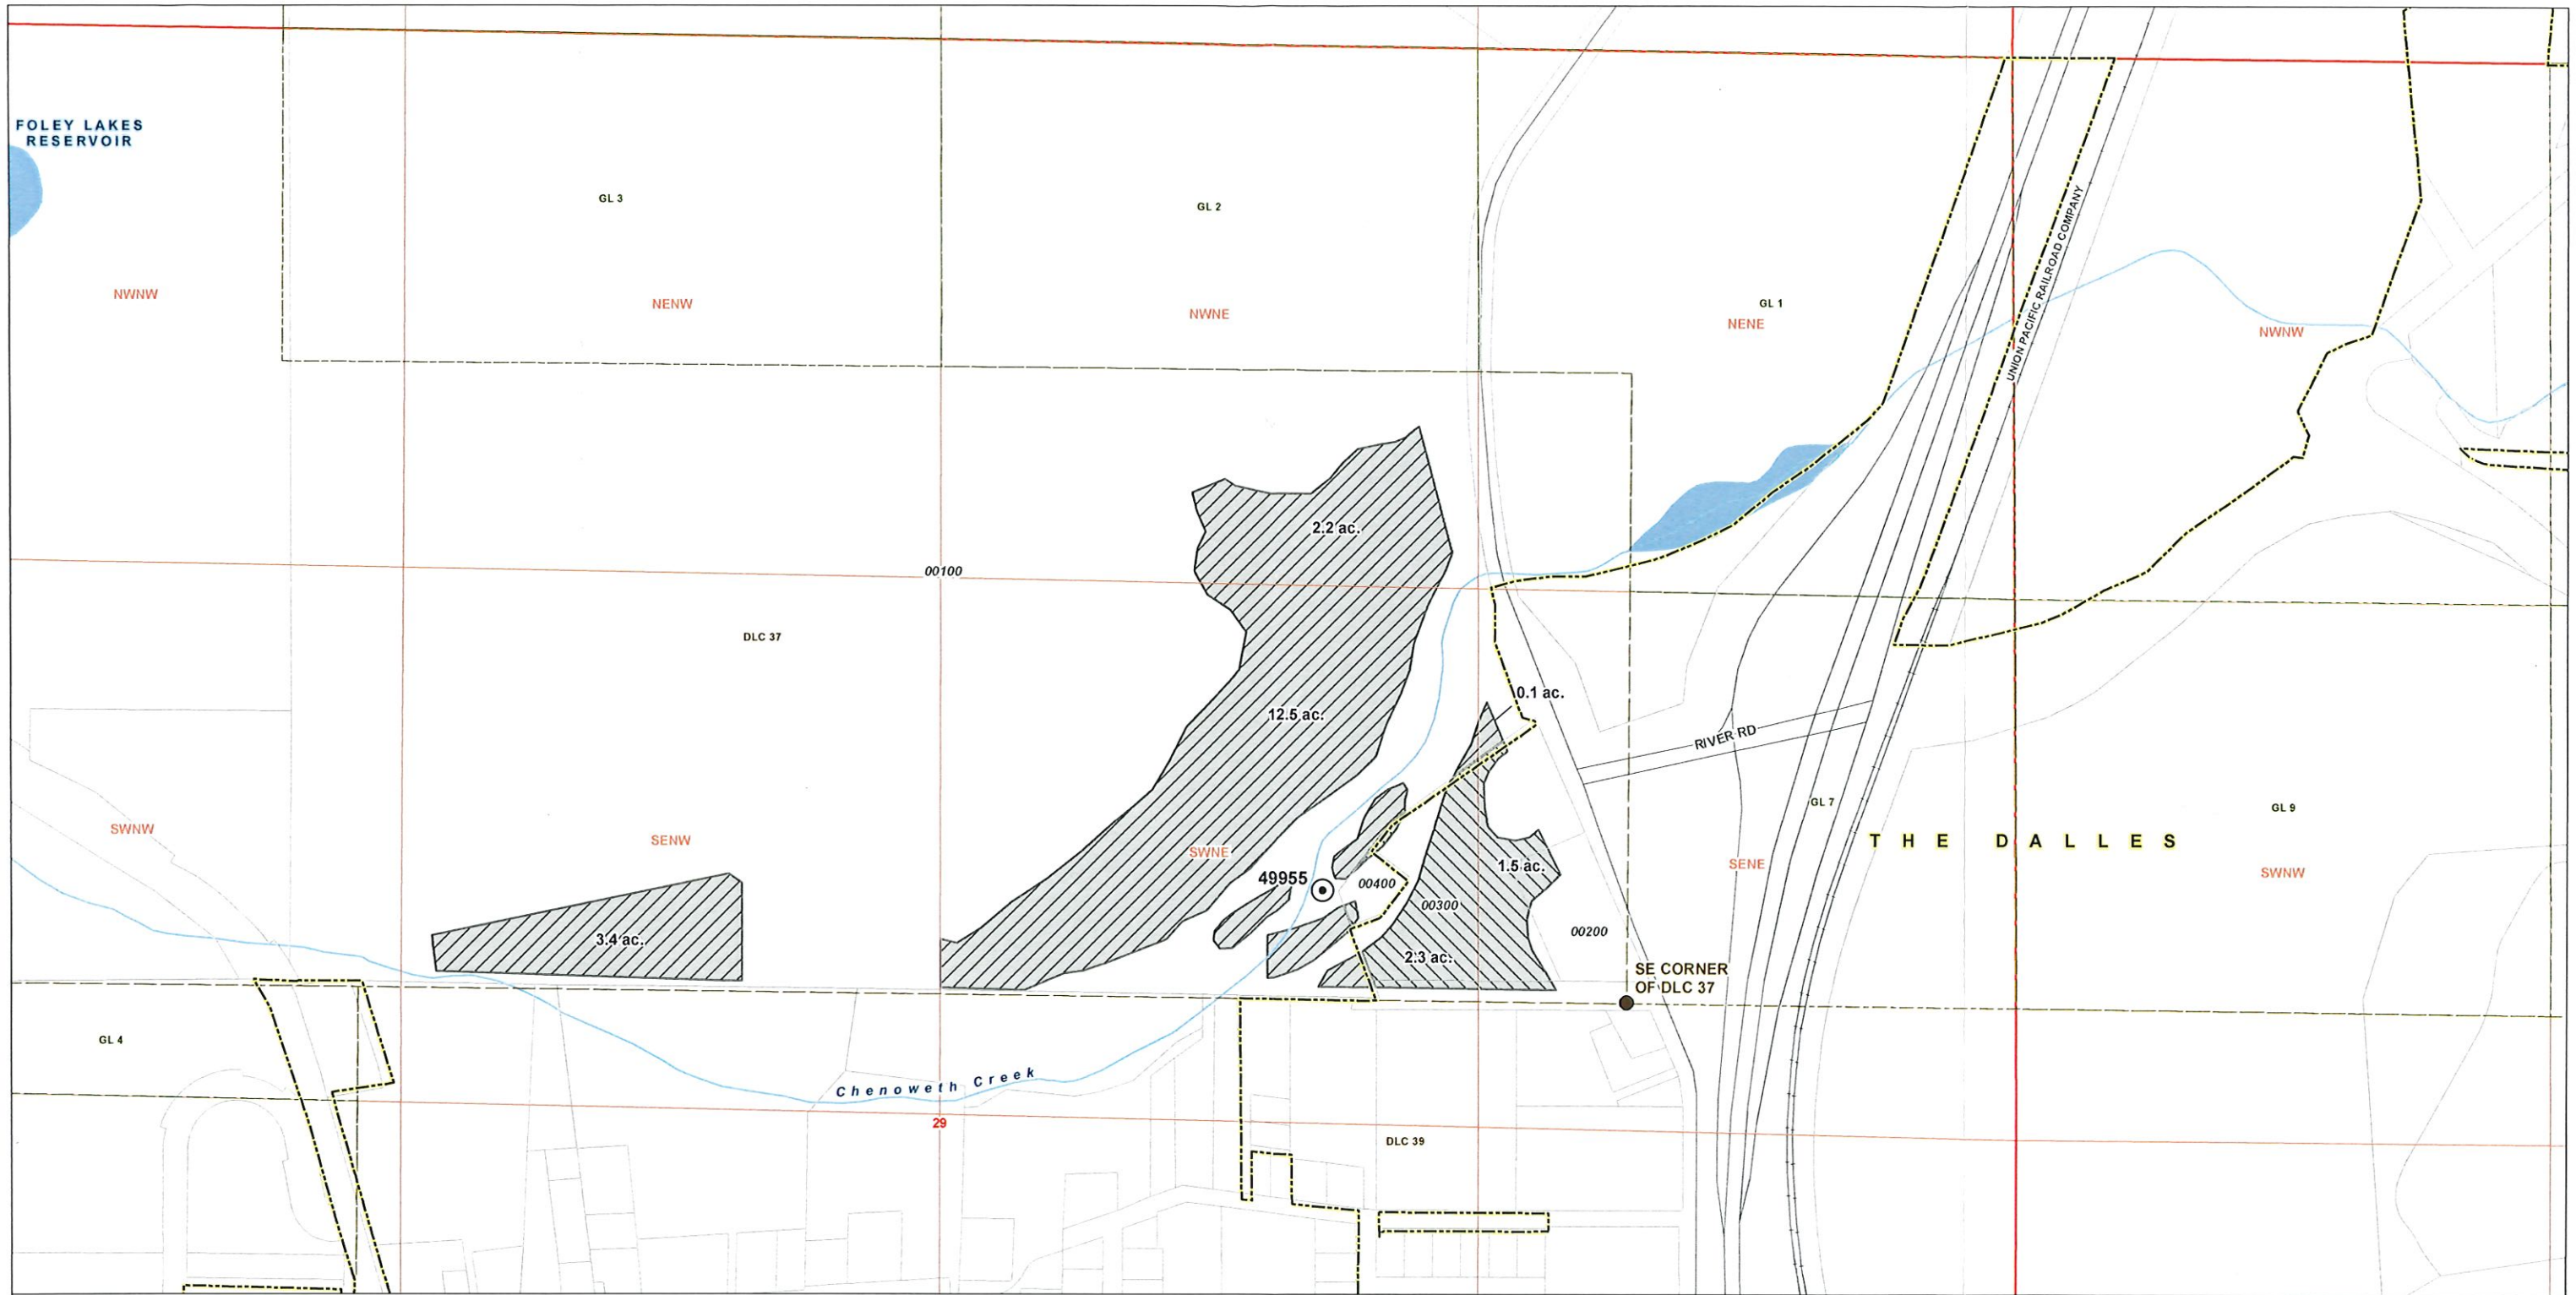 FOLEY LAKES
RESERVOIR
GL 3
GL 2
NWNW
NENW
NWNE
GL 1
NENE
UNION PACIFIC RAILROAD COMPANY
NWNW
2.2 ac.
00100
DLC 37
0.1 ac.
12.5 ac.
RIVER RD
GL 7
GL 9
SWNW
SENW
SWNE
THE DALLES
SENE
SWNW
1.5 ac.
49955
00400
00300
00200
3.4 ac.
2.3 ac.
SE CORNER
OF DLC 37
GL 4
Chenoweth Creek
29
DLC 39